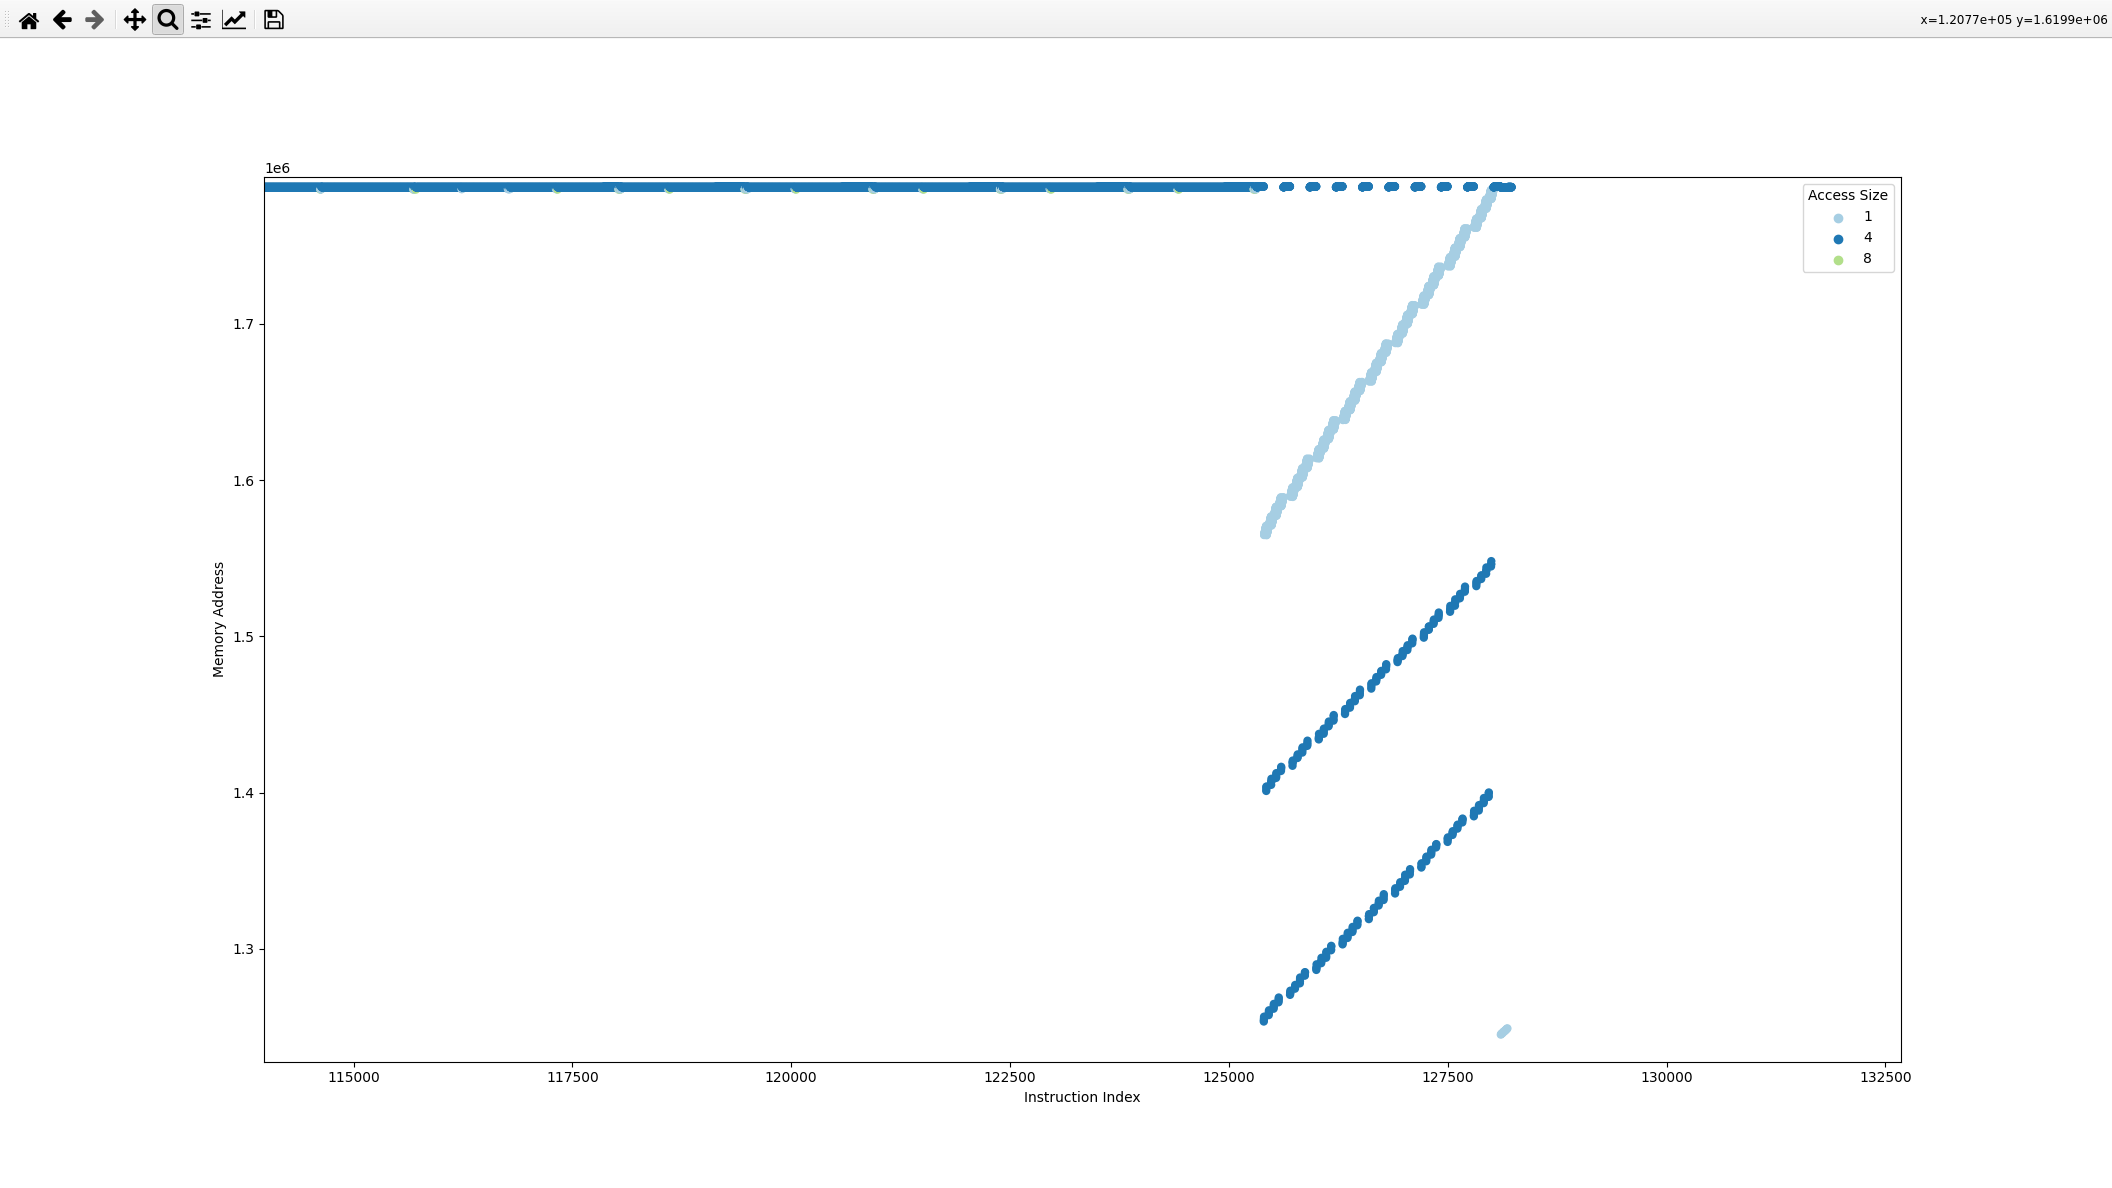 x=1.2077e+05 y=1.6199e+06
1e6
Access Size
1
4
8
1.7
1.6
1.5
1.4
1.3
Memory Address
115000 117500 120000 122500 125000 127500 130000 132500
Instruction Index